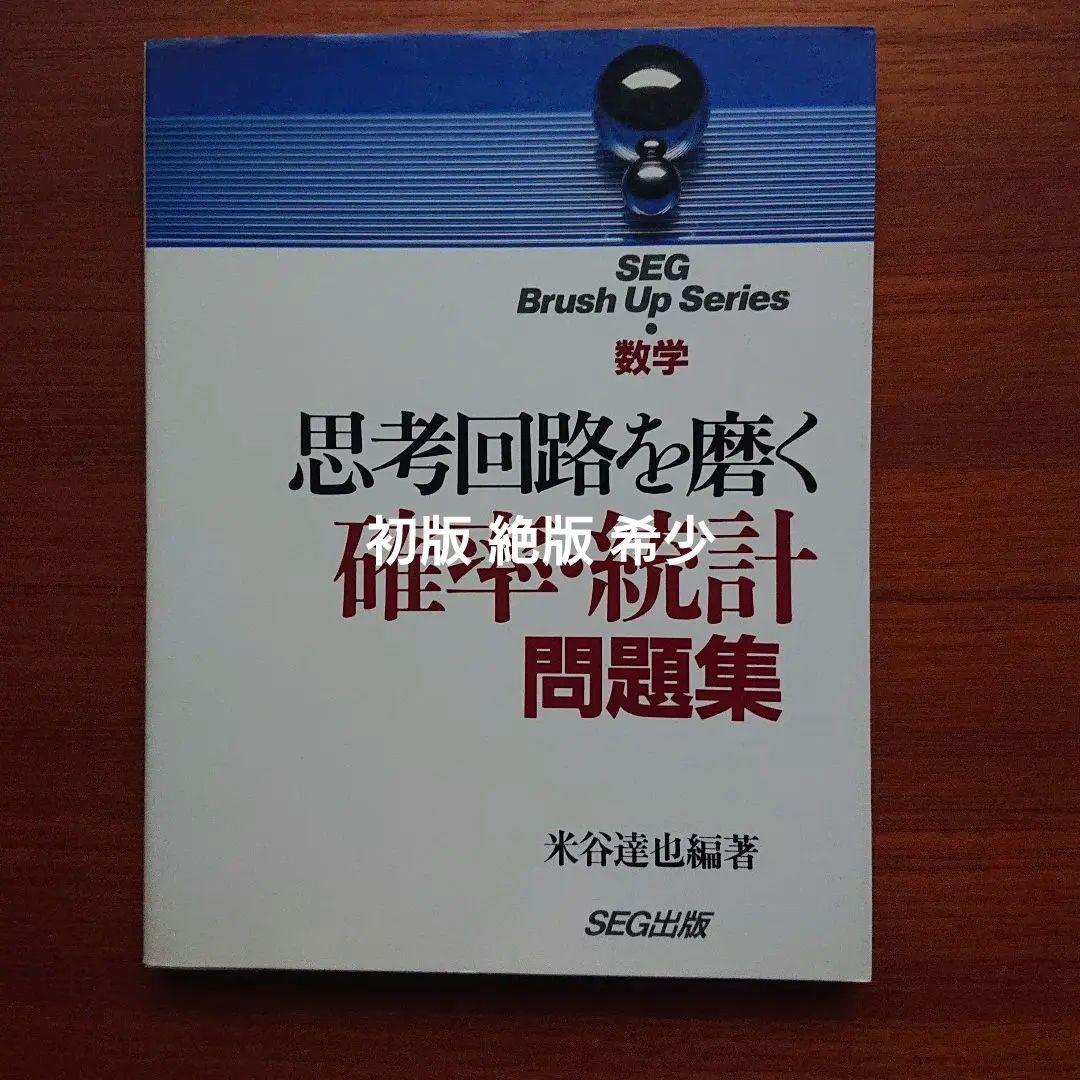 SEG
Brush Up Series
・
数学
思考回路を磨く
初版 絶版 希少
確率・統計
問題集
米谷達也編著
SEG出版